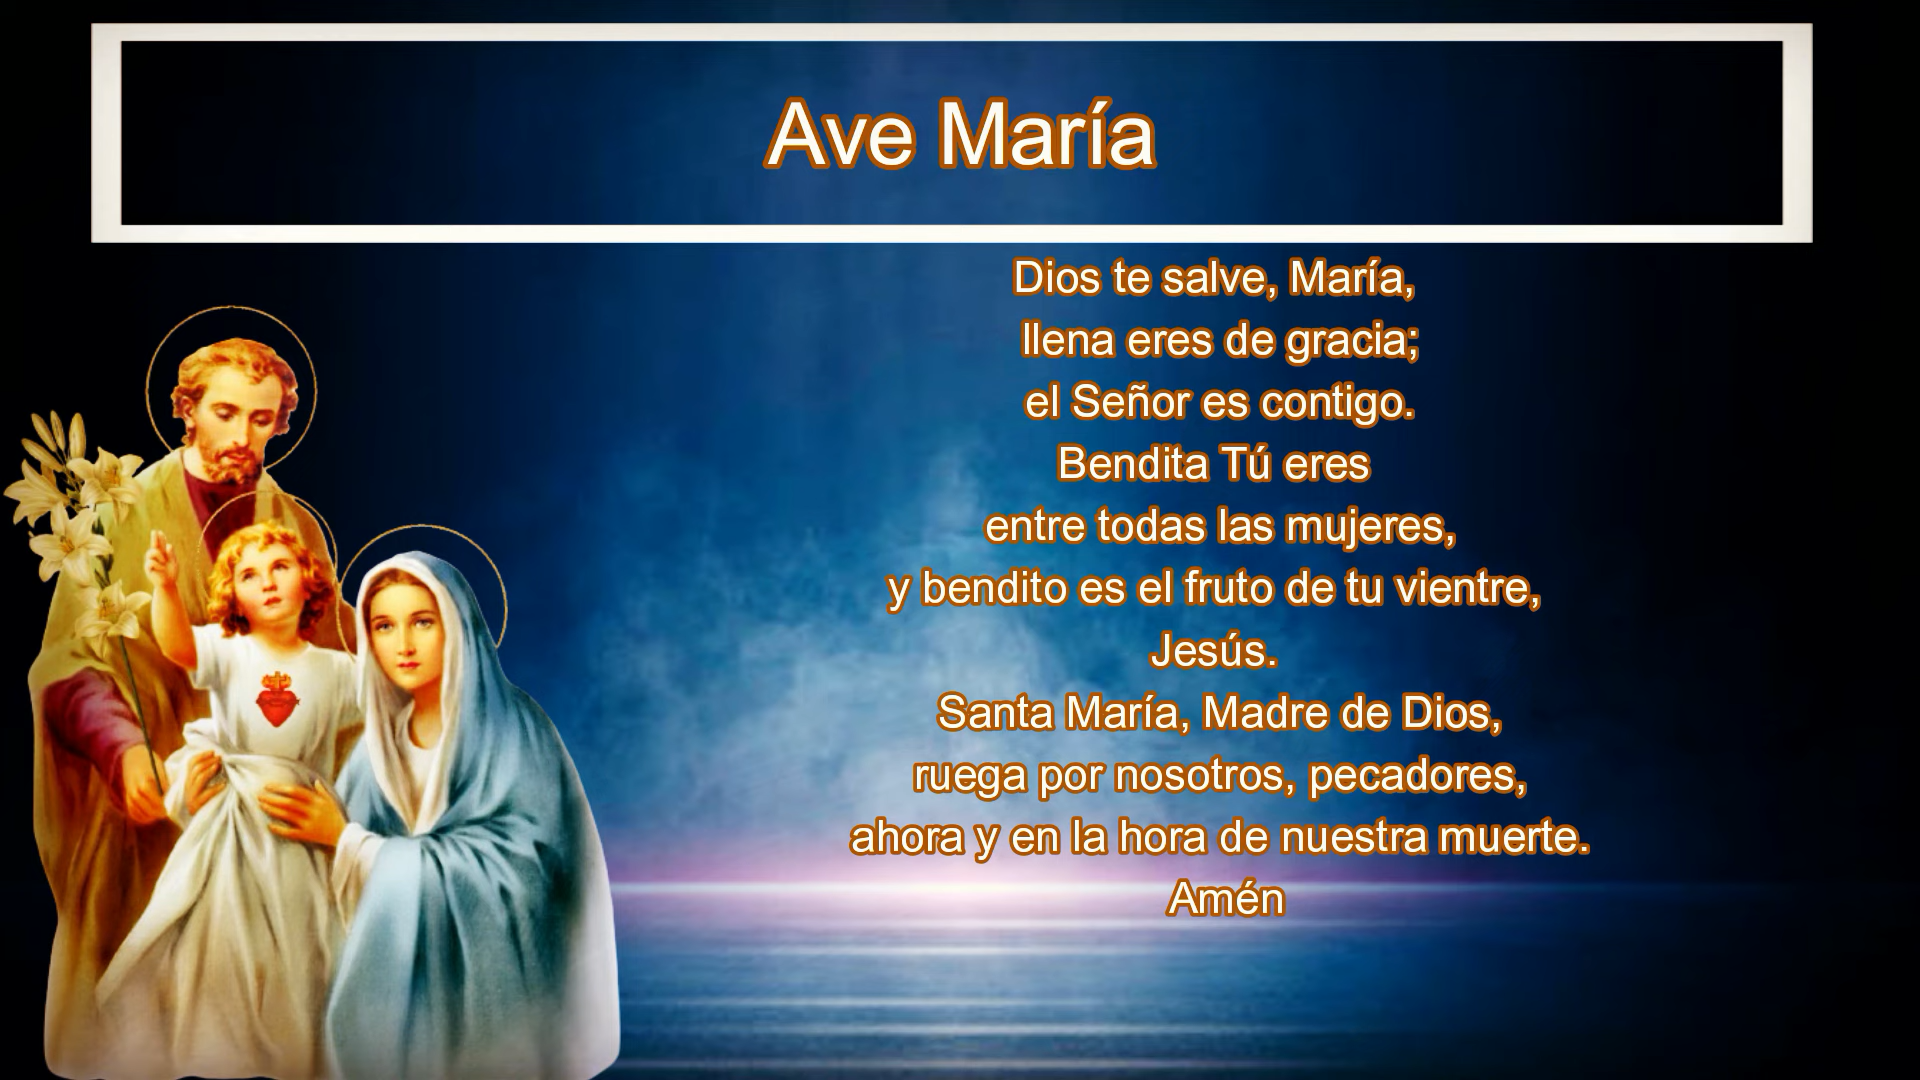 Ave María
Dios te salve, María,
llena eres de gracia;
el Señor es contigo.
Bendita Tú eres
entre todas las mujeres,
y bendito es el fruto de tu vientre,
Jesús.
Santa María, Madre de Dios,
ruega por nosotros, pecadores,
ahora y en la hora de nuestra muerte.
Amén